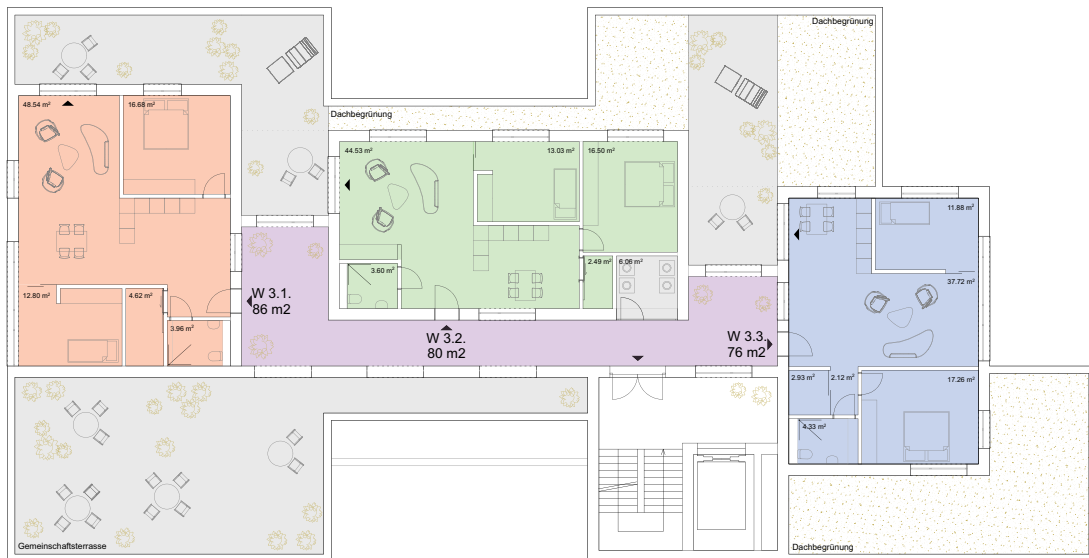 Dachbegrünung
48.54 m²
16.68 m²
Dachbegrünung
44.53 m²
13.03 m²
16.50 m²
11.88 m²
3.60 m²
2.49 m²
6.06 m²
37.72 m²
12.80 m²
4.62 m²
3.96 m²
W 3.1.
86 m2
W 3.2.
80 m2
W 3.3.
76 m2
2.93 m²
2.12 m²
17.26 m²
4.33 m²
Gemeinschaftsterrasse
Dachbegrünung